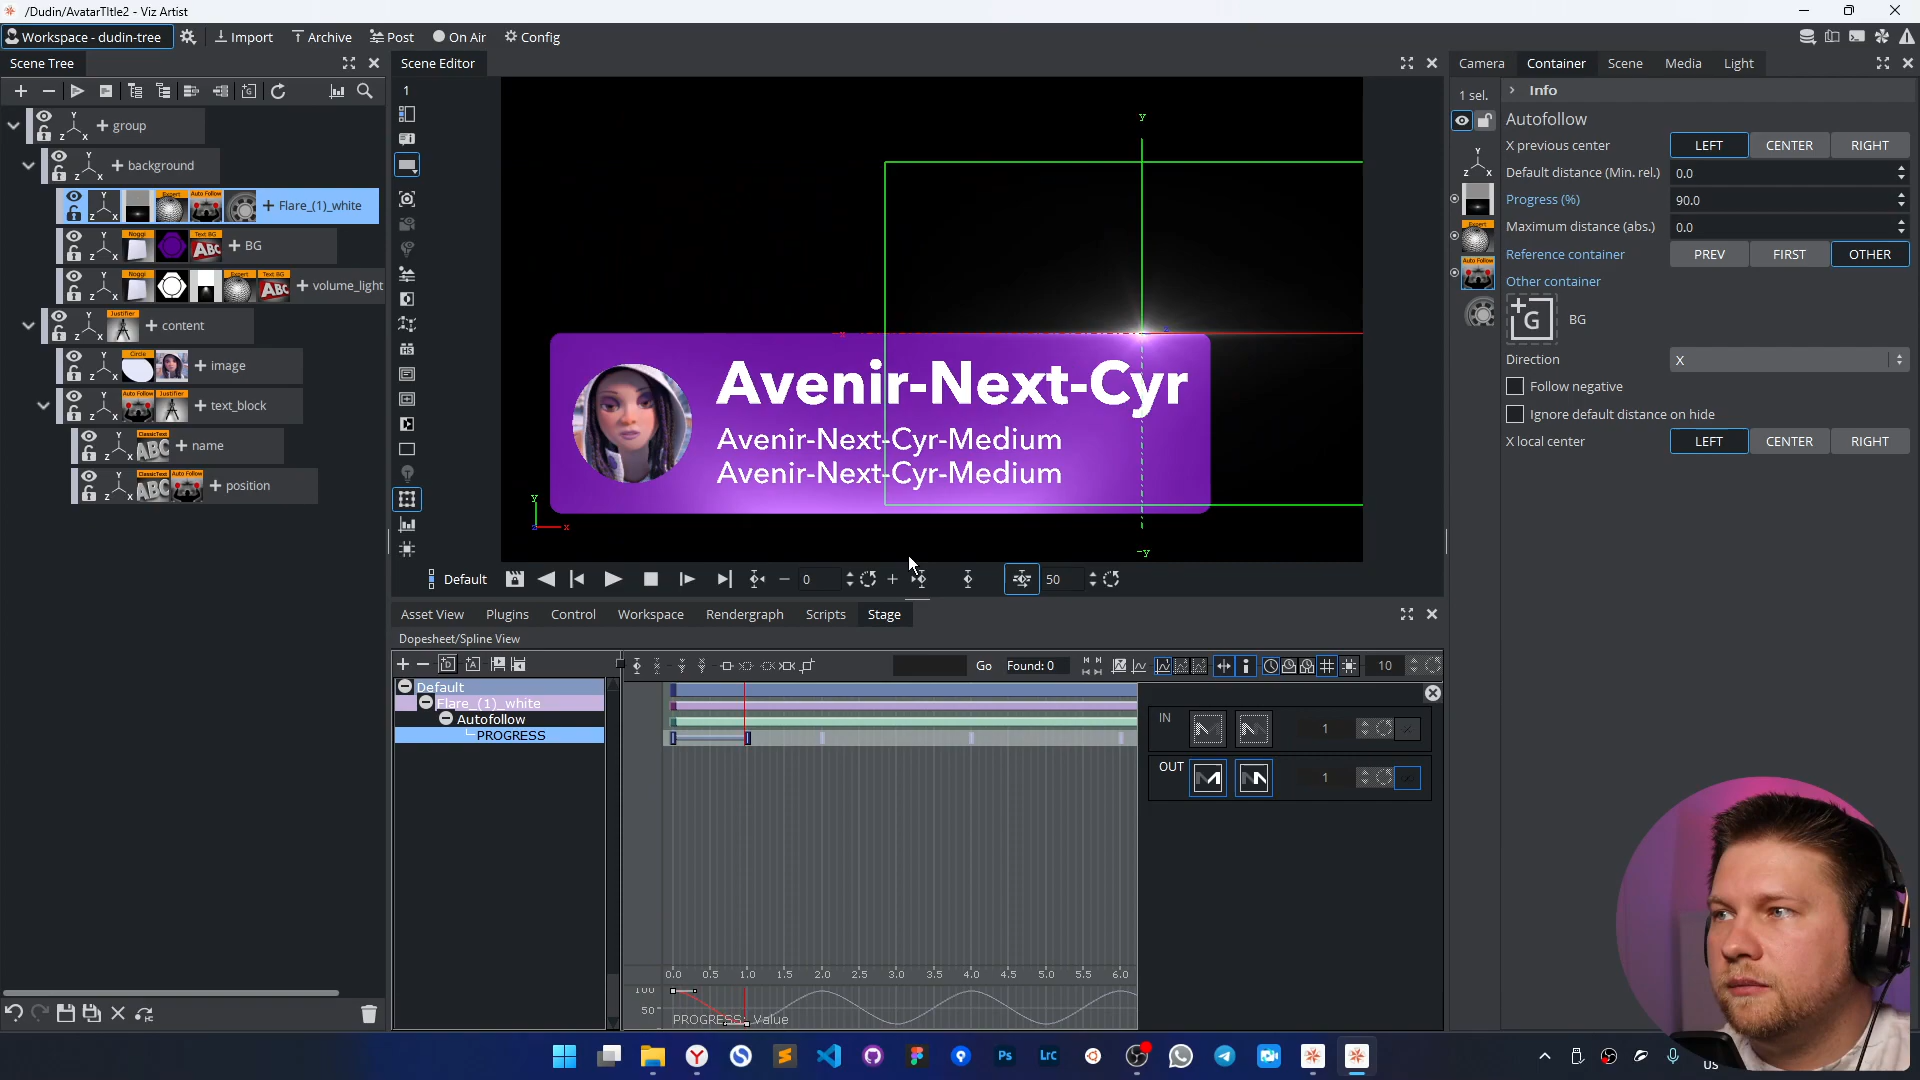 /Dudin/AvatarTItle2 - Viz Artist
Workspace - dudin-tree
Import
Archive
Post
On Air
Config
Scene Tree
Scene Editor
Camera
Container
Scene
Media
Light
1
1 sel.
Info
group
background
Flare_(1)_white
BG
volume_light
content
image
text_block
name
position
Autofollow
X previous center
LEFT
CENTER
RIGHT
Default distance (Min. rel.)
0.0
Progress (%)
90.0
Maximum distance (abs.)
0.0
Reference container
PREV
FIRST
OTHER
Other container
BG
Direction
X
Follow negative
Ignore default distance on hide
X local center
LEFT
CENTER
RIGHT
Avenir-Next-Cyr
Avenir-Next-Cyr-Medium
Avenir-Next-Cyr-Medium
y
-y
y
x
Default
0
50
Asset View
Plugins
Control
Workspace
Rendergraph
Scripts
Stage
Dopesheet/Spline View
Go
Found: 0
10
Default
Flare_(1)_white
Autofollow
PROGRESS
IN
1
OUT
1
0.0 0.5 1.0 1.5 2.0 2.5 3.0 3.5 4.0 4.5 5.0 5.5 6.0
100
50
PROGRESS: Value
US